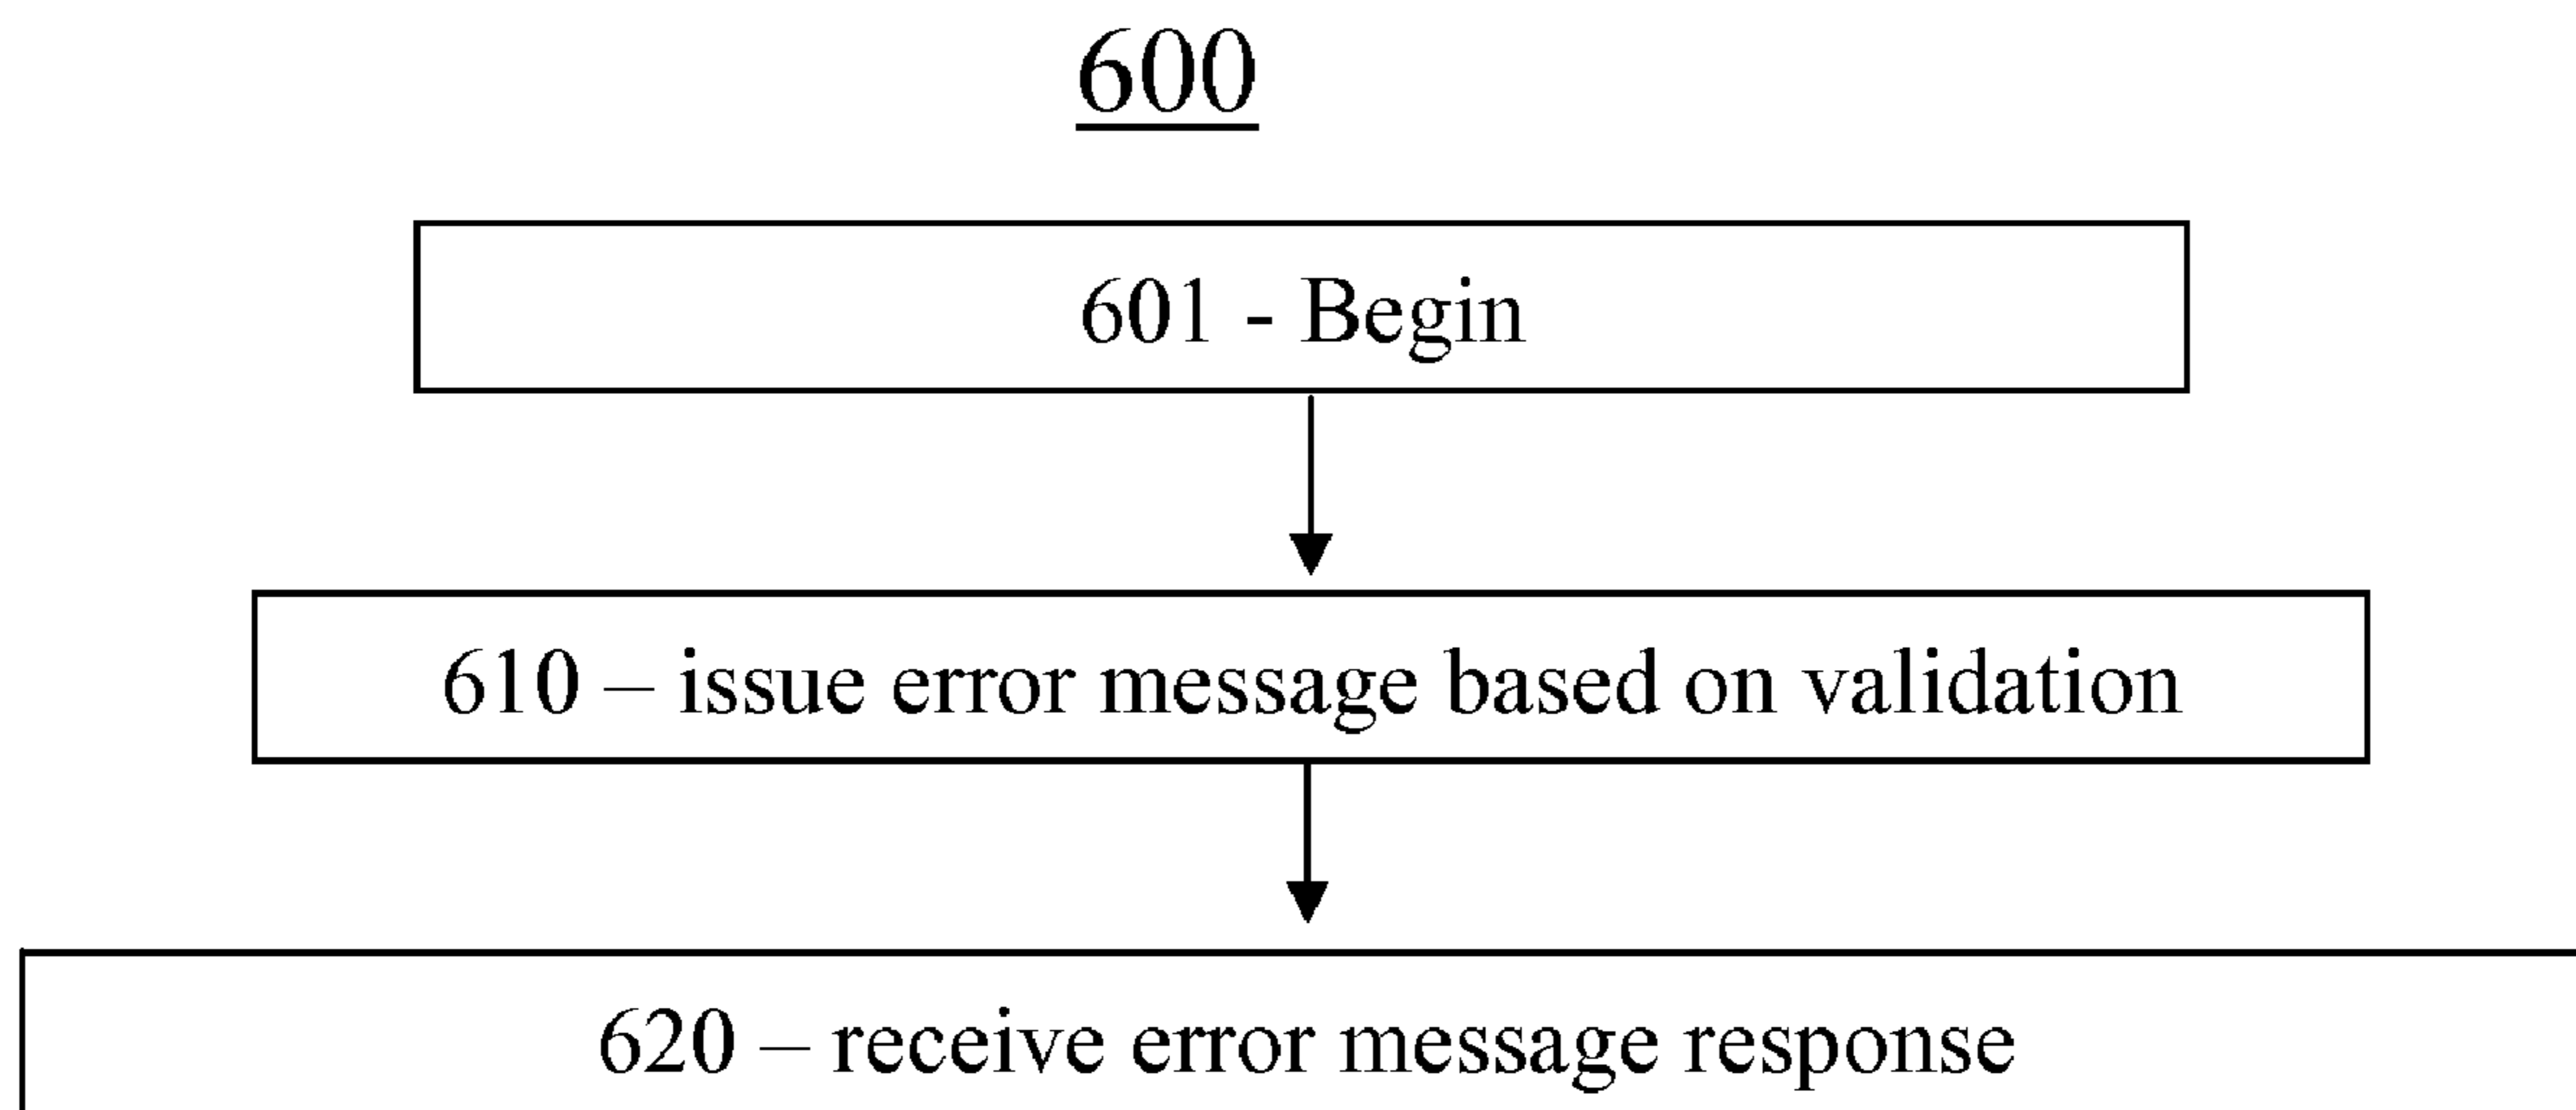 600
601 - Begin
610 – issue error message based on validation
620 – receive error message response